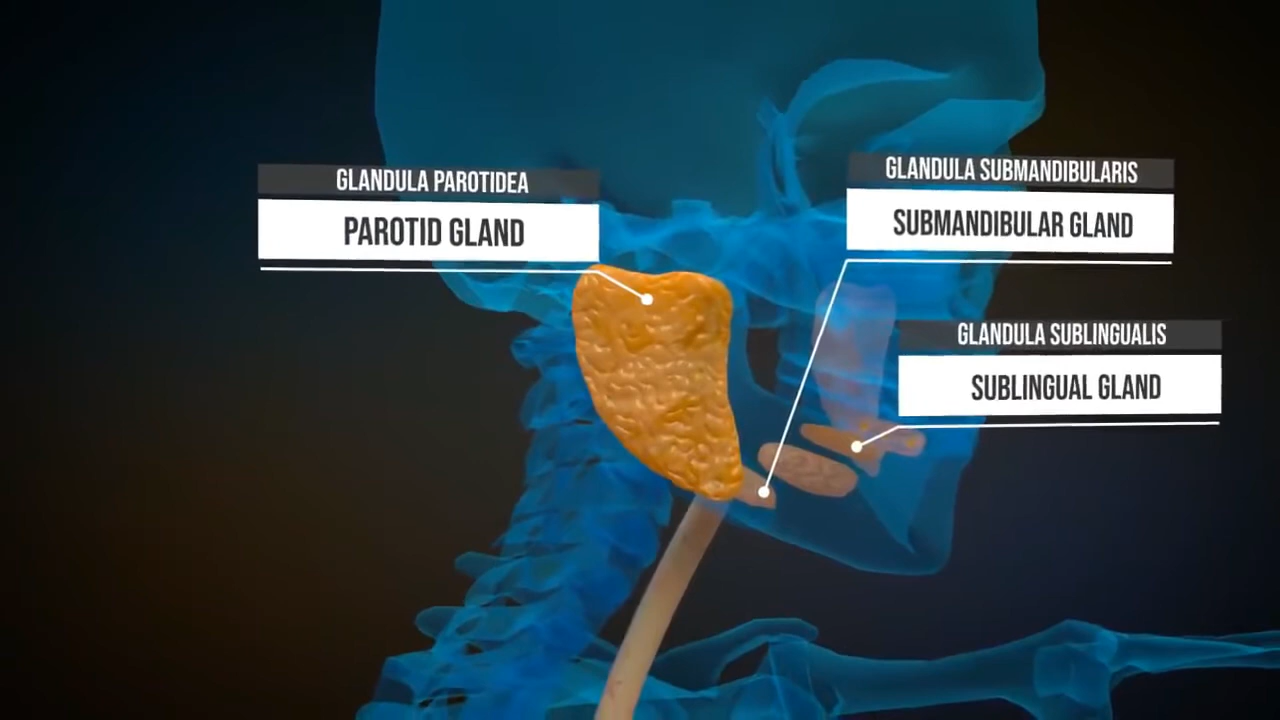 GLANDULA PAROTIDEA
PAROTID GLAND
GLANDULA SUBMANDIBULARIS
SUBMANDIBULAR GLAND
GLANDULA SUBLINGUALIS
SUBLINGUAL GLAND